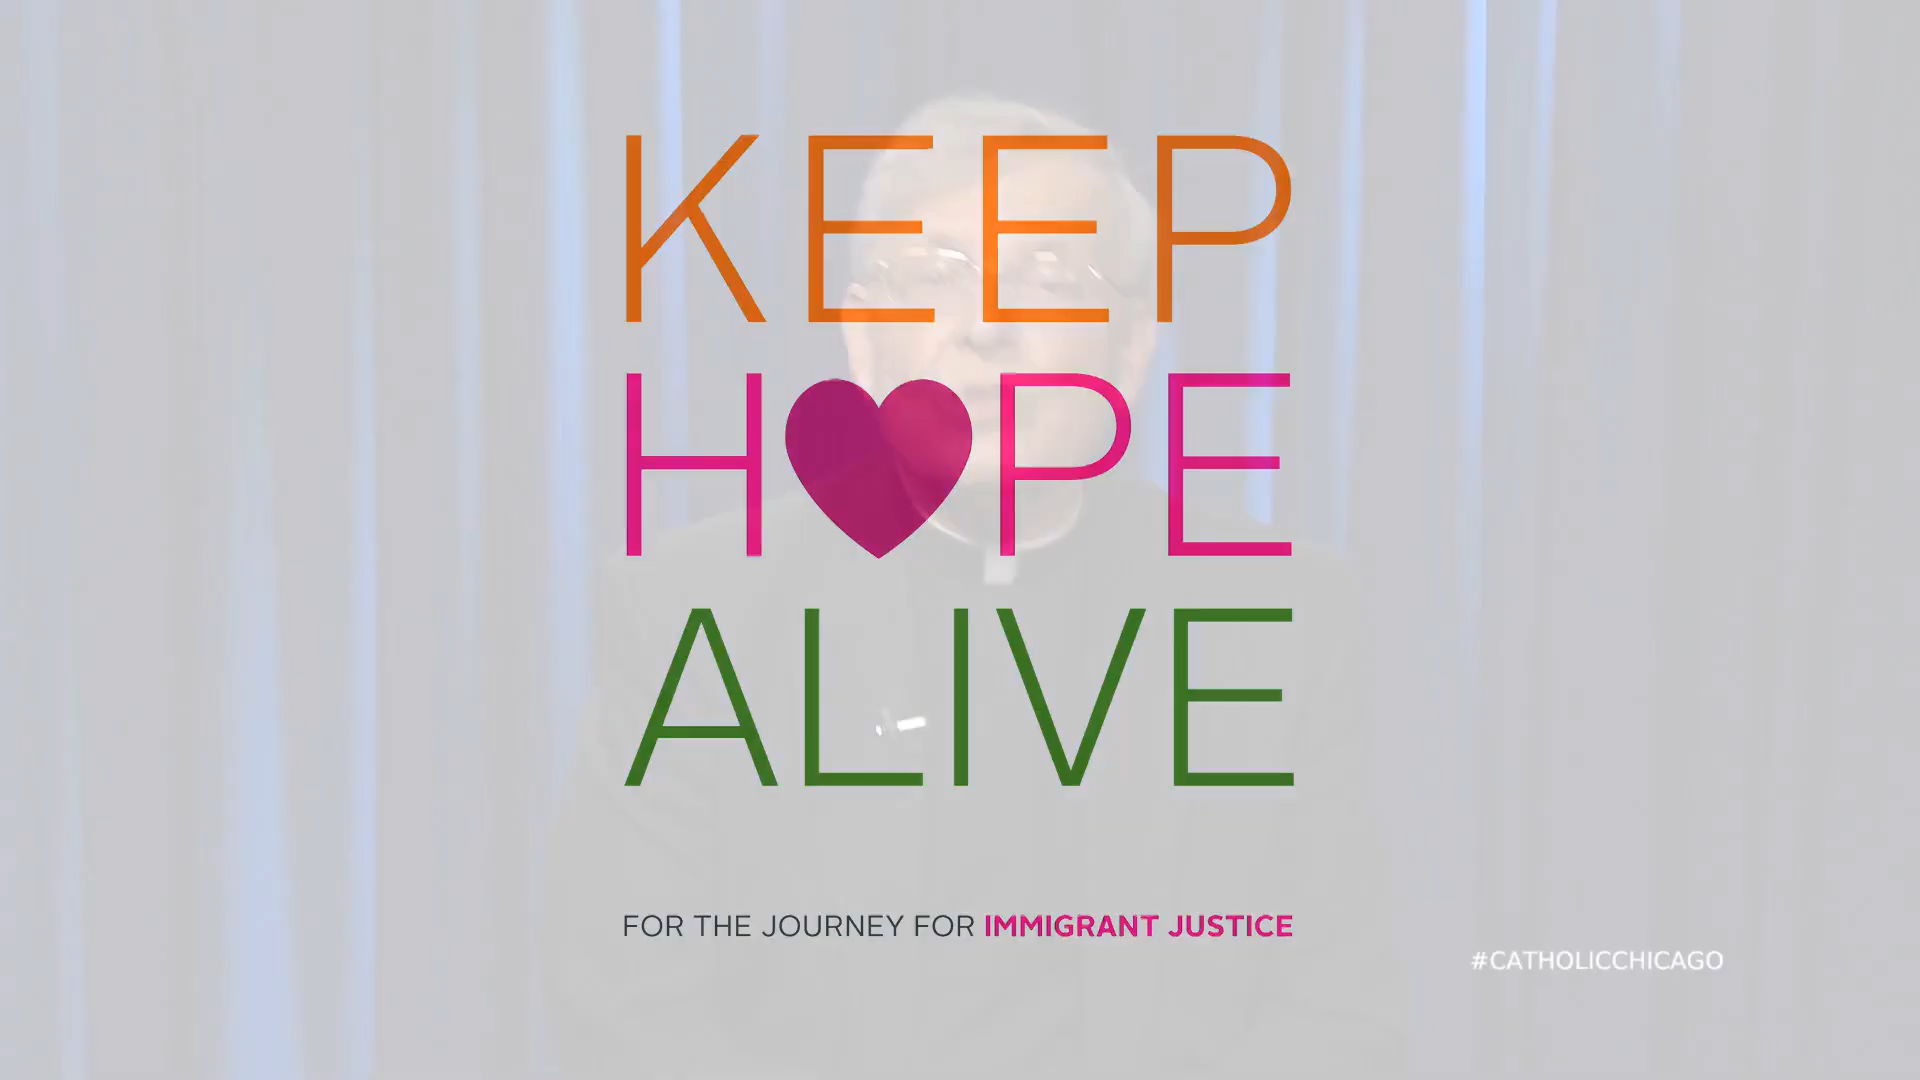 KEEP
HOPE
ALIVE
FOR THE JOURNEY FOR IMMIGRANT JUSTICE
#CATHOLICCHICAGO